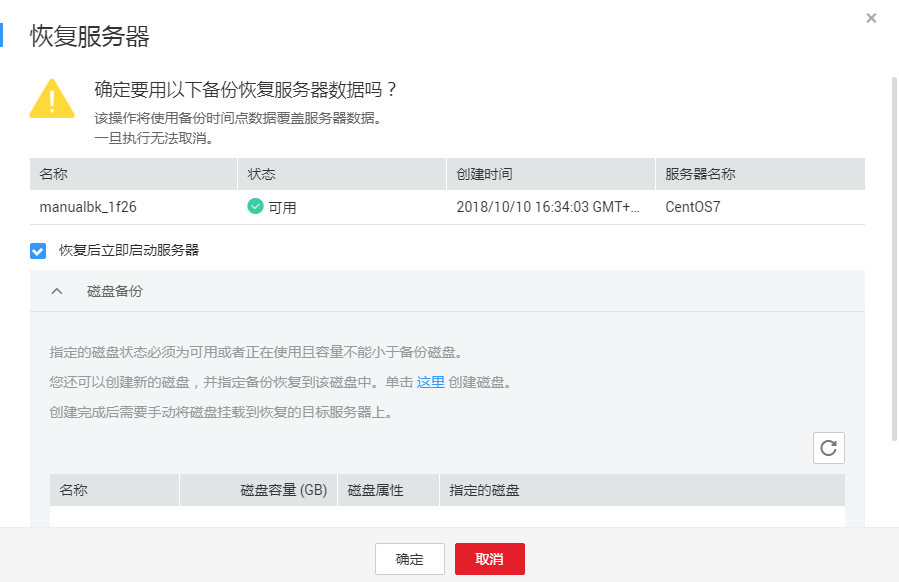 恢复服务器
确定要用以下备份恢复服务器数据吗？
该操作将使用备份时间点数据覆盖服务器数据。
一旦执行无法取消。
名称 状态 创建时间 服务器名称
manualbk_1f26 可用 2018/10/10 16:34:03 GMT+... CentOS7
恢复后立即启动服务器
磁盘备份
指定的磁盘状态必须为可用或者正在使用且容量不能小于备份磁盘。
您还可以创建新的磁盘，并指定备份恢复到该磁盘中。单击 这里 创建磁盘。
创建完成后需要手动将磁盘挂载到恢复的目标服务器上。
名称 磁盘容量 (GB) 磁盘属性 指定的磁盘
确定 取消